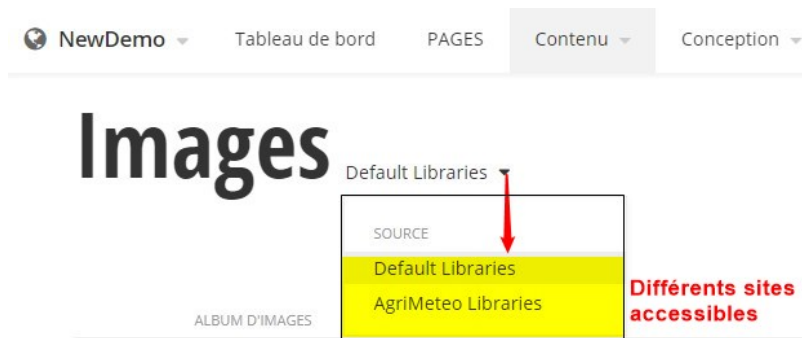 NewDemo Tableau de bord PAGES Contenu Conception
Images Default Libraries
SOURCE
Default Libraries
AgriMeteo Libraries
Différents sites
accessibles
ALBUM D'IMAGES